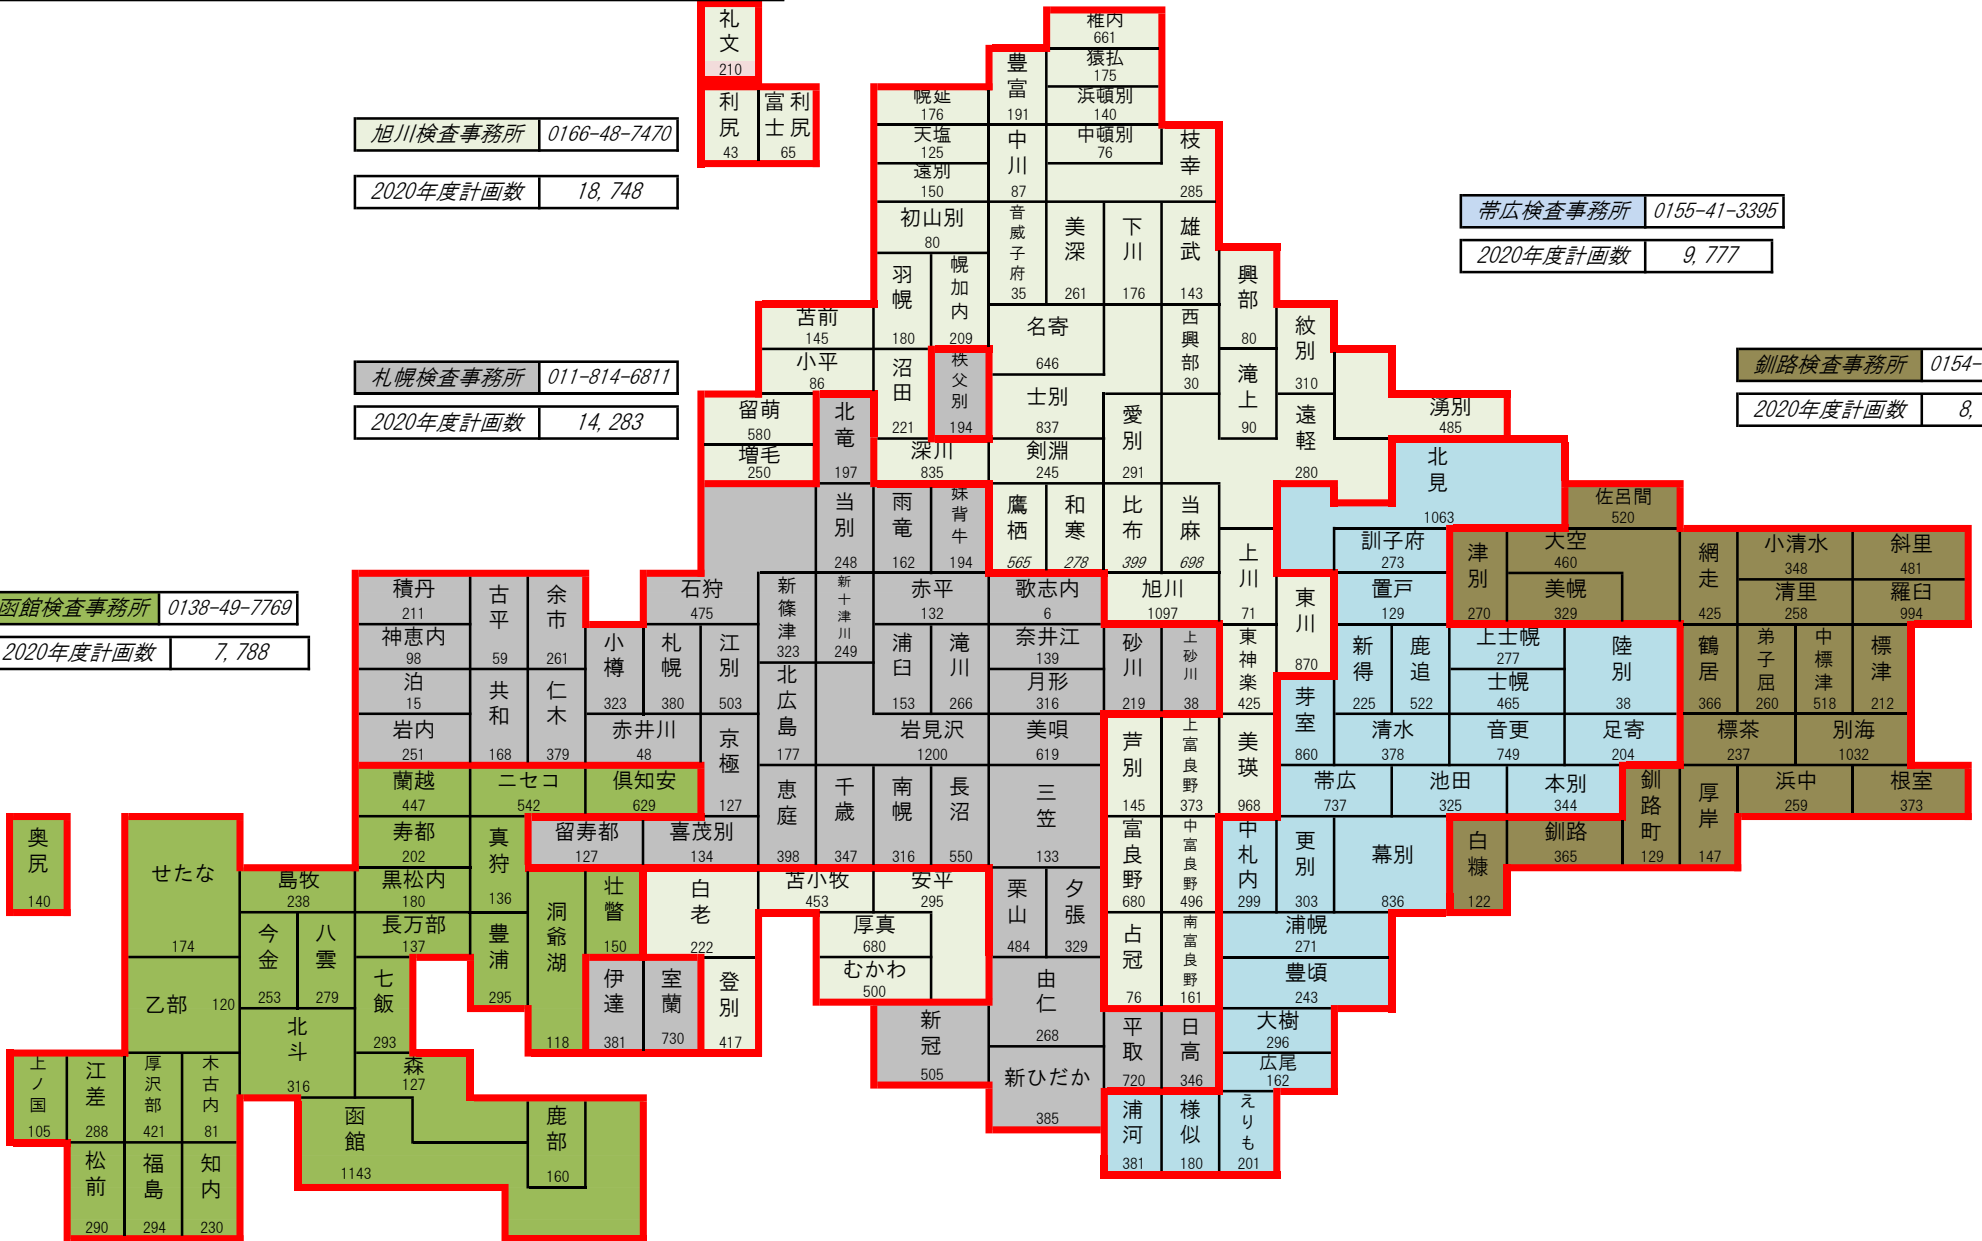 礼文
210
利尻
43
利尻富士
65
稚内
661
猿払
175
豊富
191
浜頓別
140
幌延
176
天塩
125
遠別
150
中川
87
中頓別
76
枝幸
285
旭川検査事務所 0166-48-7470
2020年度計画数 18,748
帯広検査事務所 0155-41-3395
2020年度計画数 9,777
初山別
80
音威子府
35
美深
261
下川
176
雄武
143
羽幌
180
幌加内
209
興部
80
苫前
145
名寄
646
西興部
30
紋別
310
札幌検査事務所 011-814-6811
2020年度計画数 14,283
釧路検査事務所 0154-
2020年度計画数 8,
小平
86
沼田
221
秩父別
194
士別
837
滝上
90
留萌
580
北竜
197
愛別
291
遠軽
280
湧別
485
増毛
250
深川
835
剣淵
245
北見
1063
当別
248
雨竜
162
妹背牛
194
鷹栖
565
和寒
278
比布
399
当麻
698
佐呂間
520
上川
71
訓子府
273
津別
270
大空
460
網走
425
小清水
348
斜里
481
函館検査事務所 0138-49-7769
2020年度計画数 7,788
積丹
211
古平
59
余市
261
石狩
475
新篠津
323
新十津川
249
赤平
132
歌志内
6
旭川
1097
東川
870
置戸
129
美幌
329
清里
258
羅臼
994
神恵内
98
小樽
323
札幌
380
江別
503
浦臼
153
滝川
266
奈井江
139
砂川
219
上砂川
38
東神楽
425
新得
225
鹿追
522
上士幌
277
陸別
38
鶴居
366
弟子屈
260
中標津
518
標津
212
泊
15
共和
168
仁木
379
北広島
177
月形
316
芽室
860
士幌
465
岩内
251
赤井川
48
京極
127
岩見沢
1200
美唄
619
芦別
145
上富良野
373
美瑛
968
清水
378
音更
749
足寄
204
標茶
237
別海
1032
蘭越
447
ニセコ
542
倶知安
629
恵庭
398
千歳
347
南幌
316
長沼
550
三笠
133
帯広
737
池田
325
本別
344
釧路町
129
厚岸
147
浜中
259
根室
373
奥尻
140
せたな
174
寿都
202
真狩
136
留寿都
127
喜茂別
134
富良野
680
中富良野
496
中札内
299
更別
303
幕別
836
白糠
122
釧路
365
島牧
238
黒松内
180
洞爺湖
118
壮瞥
150
白老
222
苫小牧
453
安平
295
栗山
484
夕張
329
今金
253
八雲
279
長万部
137
豊浦
295
厚真
680
占冠
76
南富良野
161
浦幌
271
乙部 120
七飯
293
伊達
381
室蘭
730
登別
417
むかわ
500
由仁
268
豊頃
243
北斗
316
新冠
505
平取
720
日高
346
大樹
296
上ノ国
105
江差
288
厚沢部
421
木古内
81
森
127
新ひだか
385
広尾
162
函館
1143
鹿部
160
浦河
381
様似
180
えりも
201
松前
290
福島
294
知内
230